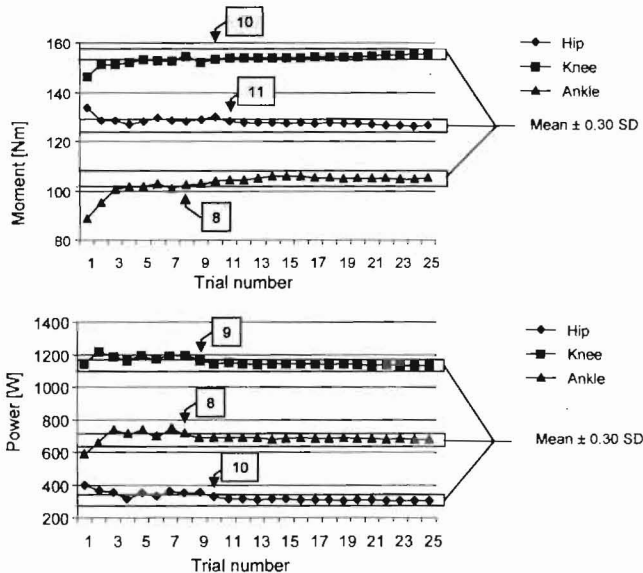 10
160
140
120
100
80
Moment [Nm]
11
8
1 3 5 7 9 11 13 15 17 19 21 23 25
Trial number
Hip
Knee
Ankle
Mean ± 0.30 SD
1400
1200
1000
800
600
400
200
Power [W]
9
8
10
1 3 5 7 9 11 13 15 17 19 21 23 25
Trial number
Hip
Knee
Ankle
Mean ± 0.30 SD